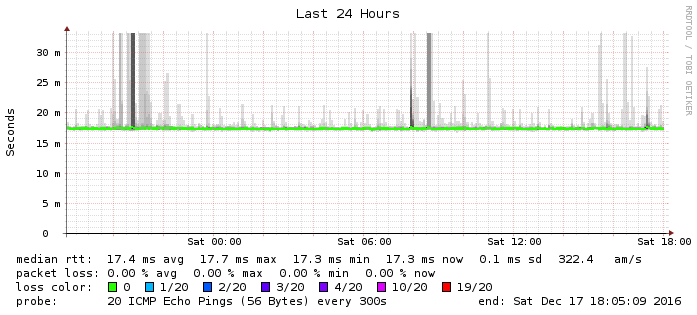 Last 24 Hours
RRDTOOL / TOBI OETIKER
Seconds
30 m
25 m
20 m
15 m
10 m
5 m
0
Sat 00:00 Sat 06:00 Sat 12:00 Sat 18:00
median rtt: 17.4 ms avg 17.7 ms max 17.3 ms min 17.3 ms now 0.1 ms sd 322.4 am/s
packet loss: 0.00 % avg 0.00 % max 0.00 % min 0.00 % now
loss color: 0 1/20 2/20 3/20 4/20 10/20 19/20
probe: 20 ICMP Echo Pings (56 Bytes) every 300s end: Sat Dec 17 18:05:09 2016